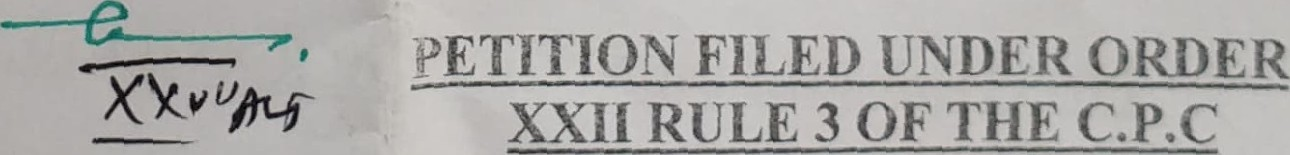 PETITION FILED UNDER ORDER
XXII RULE 3 OF THE C.P.C